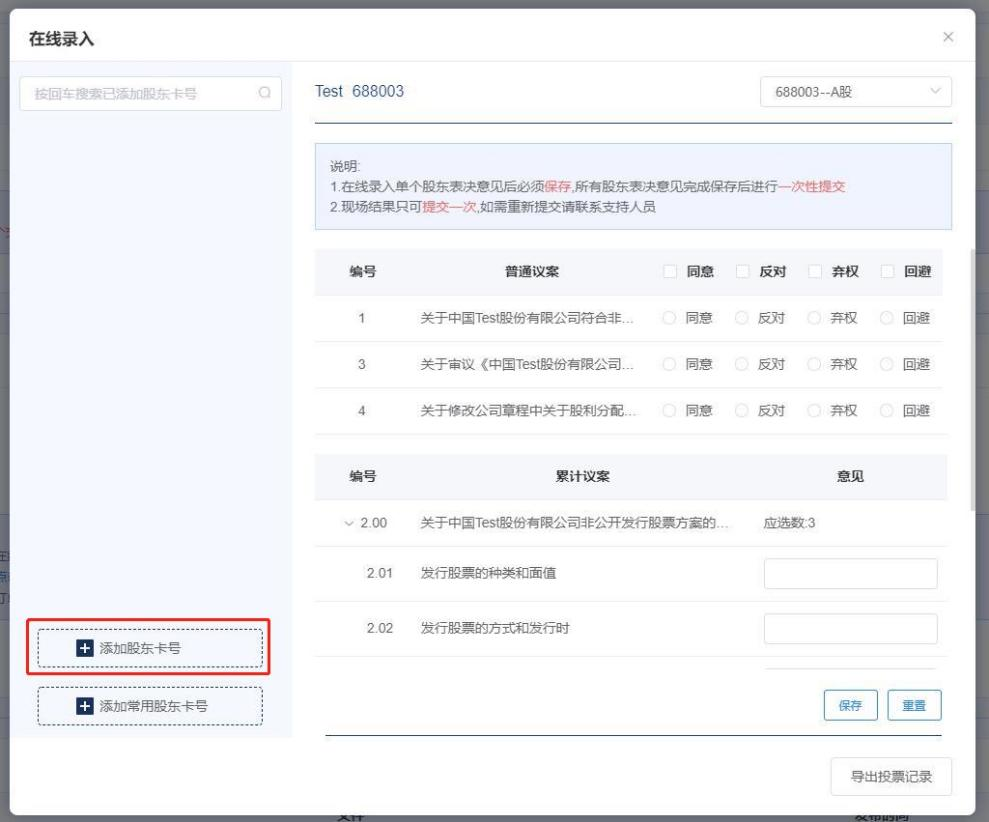 在线录入
按回车搜索已添加股东卡号
Test 688003
688003--A股
说明:
1.在线录入单个股东表决意见后必须保存,所有股东表决意见完成保存后进行一次性提交
2.现场结果只可提交一次,如需重新提交请联系支持人员
编号 普通议案 同意 反对 弃权 回避
1 关于中国Test股份有限公司符合非... 同意 反对 弃权 回避
3 关于审议《中国Test股份有限公司... 同意 反对 弃权 回避
4 关于修改公司章程中关于股利分配... 同意 反对 弃权 回避
编号 累计议案 意见
2.00 关于中国Test股份有限公司非公开发行股票方案的... 应选数:3
2.01 发行股票的种类和面值
2.02 发行股票的方式和发行时
添加股东卡号
添加常用股东卡号
保存 重置
导出投票记录